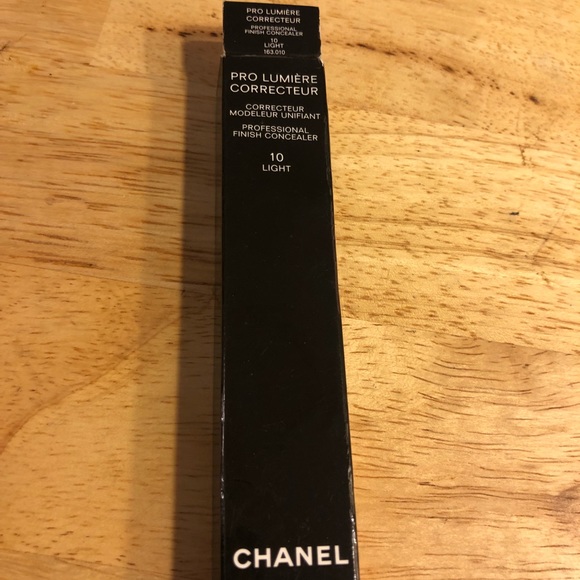 PRO LUMIÈRE
CORRECTEUR
PROFESSIONAL
FINISH CONCEALER
10
LIGHT
163.010
PRO LUMIÈRE
CORRECTEUR
CORRECTEUR
MODELEUR UNIFIANT
PROFESSIONAL
FINISH CONCEALER
10
LIGHT
CHANEL